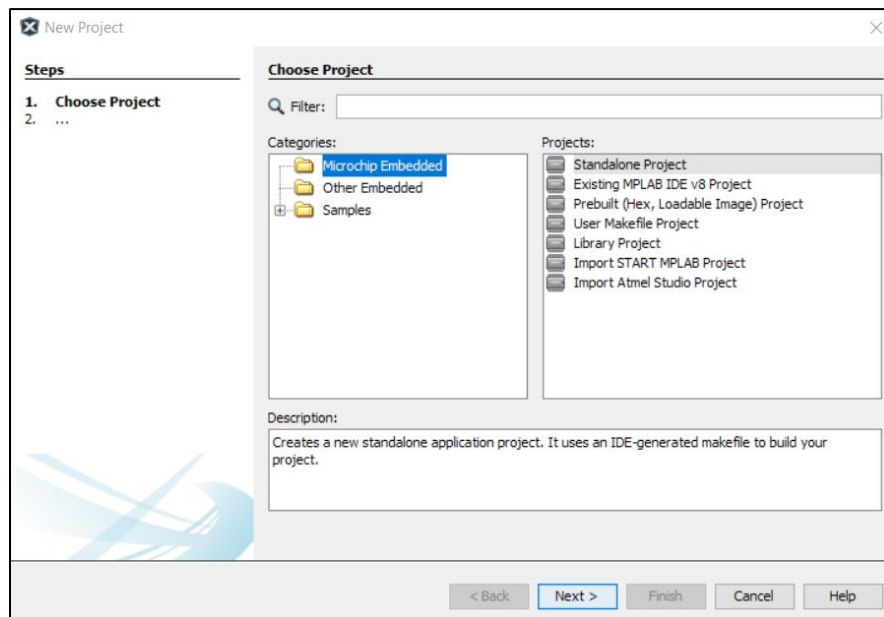 New Project
Steps
1. Choose Project
2. ...
Choose Project
Filter:
Categories:
Microchip Embedded
Other Embedded
Samples
Projects:
Standalone Project
Existing MPLAB IDE v8 Project
Prebuilt (Hex, Loadable Image) Project
User Makefile Project
Library Project
Import START MPLAB Project
Import Atmel Studio Project
Description:
Creates a new standalone application project. It uses an IDE-generated makefile to build your
project.
< Back Next > Finish Cancel Help